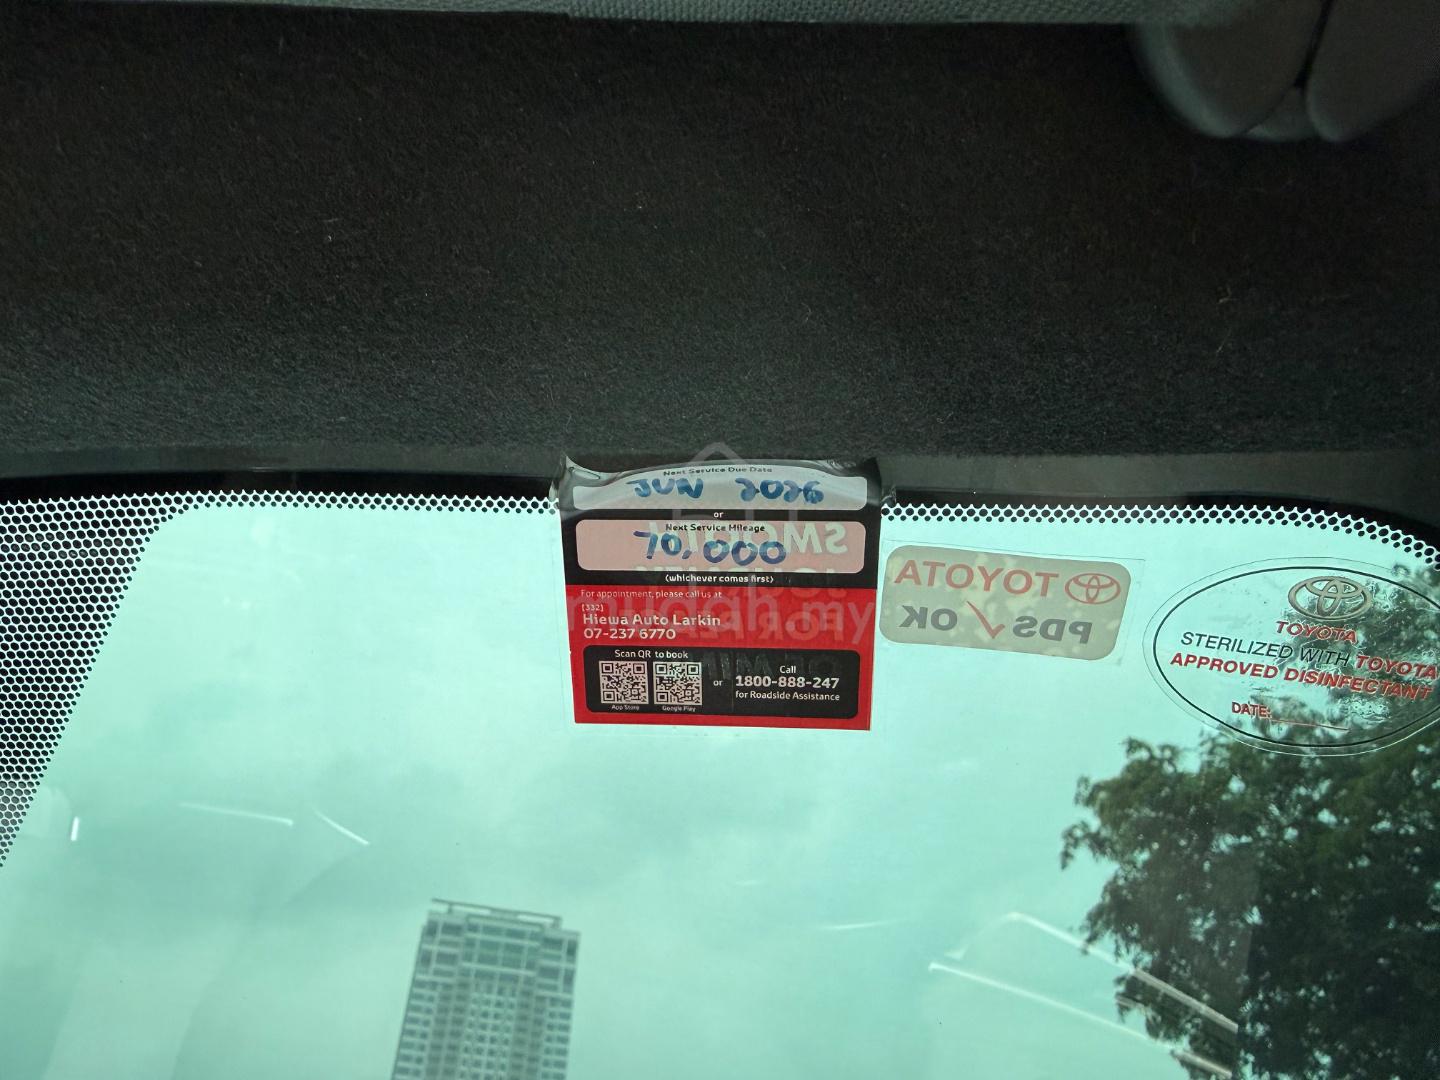 Next Service Due Date
JUN 2026
or
Next Service Mileage
70,000
(whichever comes first)
For appointment, please call us at
(332)
Hiewa Auto Larkin
07-237 6770
Scan QR to book
App Store
Google Play
or
Call
1800-888-247
for Roadside Assistance
mudah.my
TOYOTA
PDS OK
TOYOTA
STERILIZED WITH TOYOTA
APPROVED DISINFECTANT
DATE: